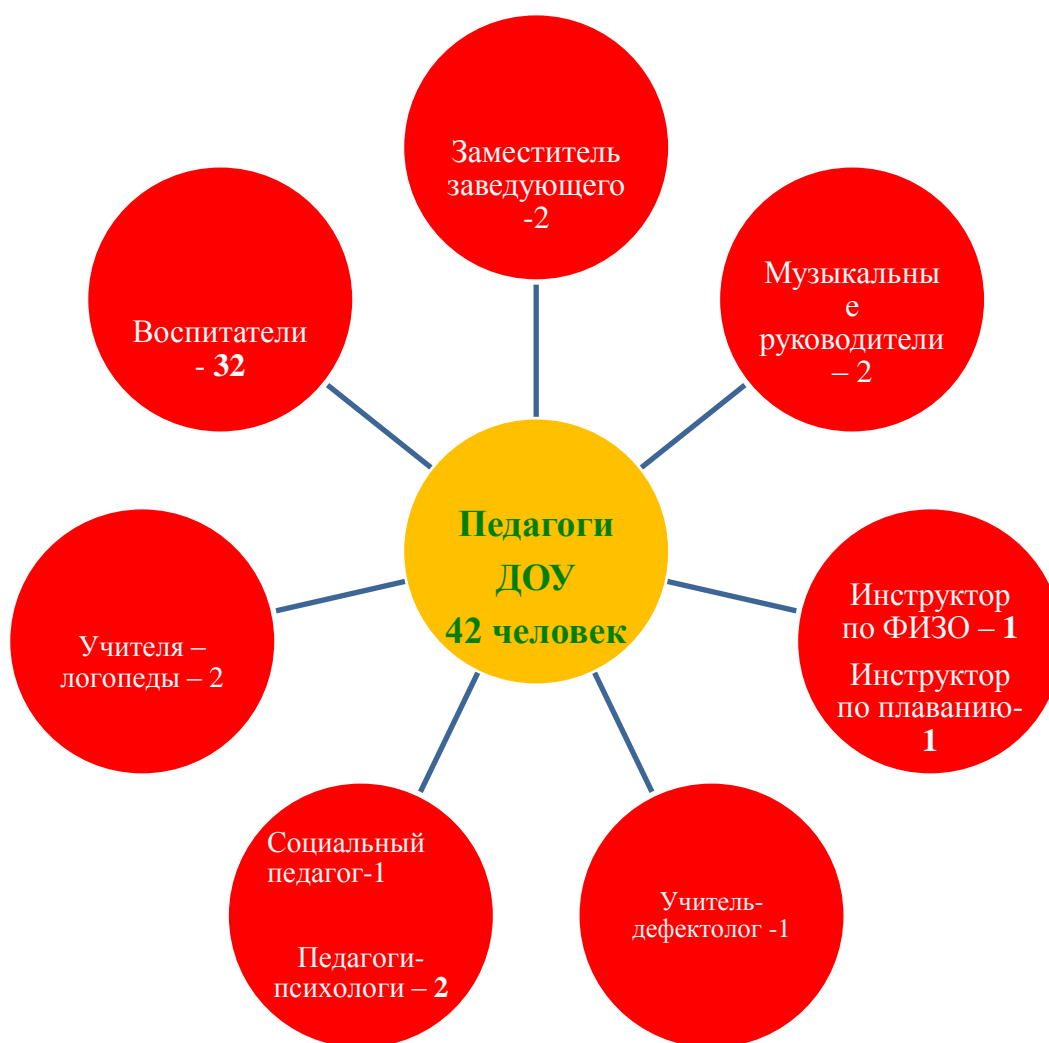 Заместитель
заведующего
-2
Музыкальны
е
руководители
– 2
Инструктор
по ФИЗО – 1
Инструктор
по плаванию-
1
Учитель-
дефектолог -1
Социальный
педагог-1
Педагоги-
психологи – 2
Учителя –
логопеды – 2
Воспитатели
- 32
Педагоги
ДОУ
42 человек